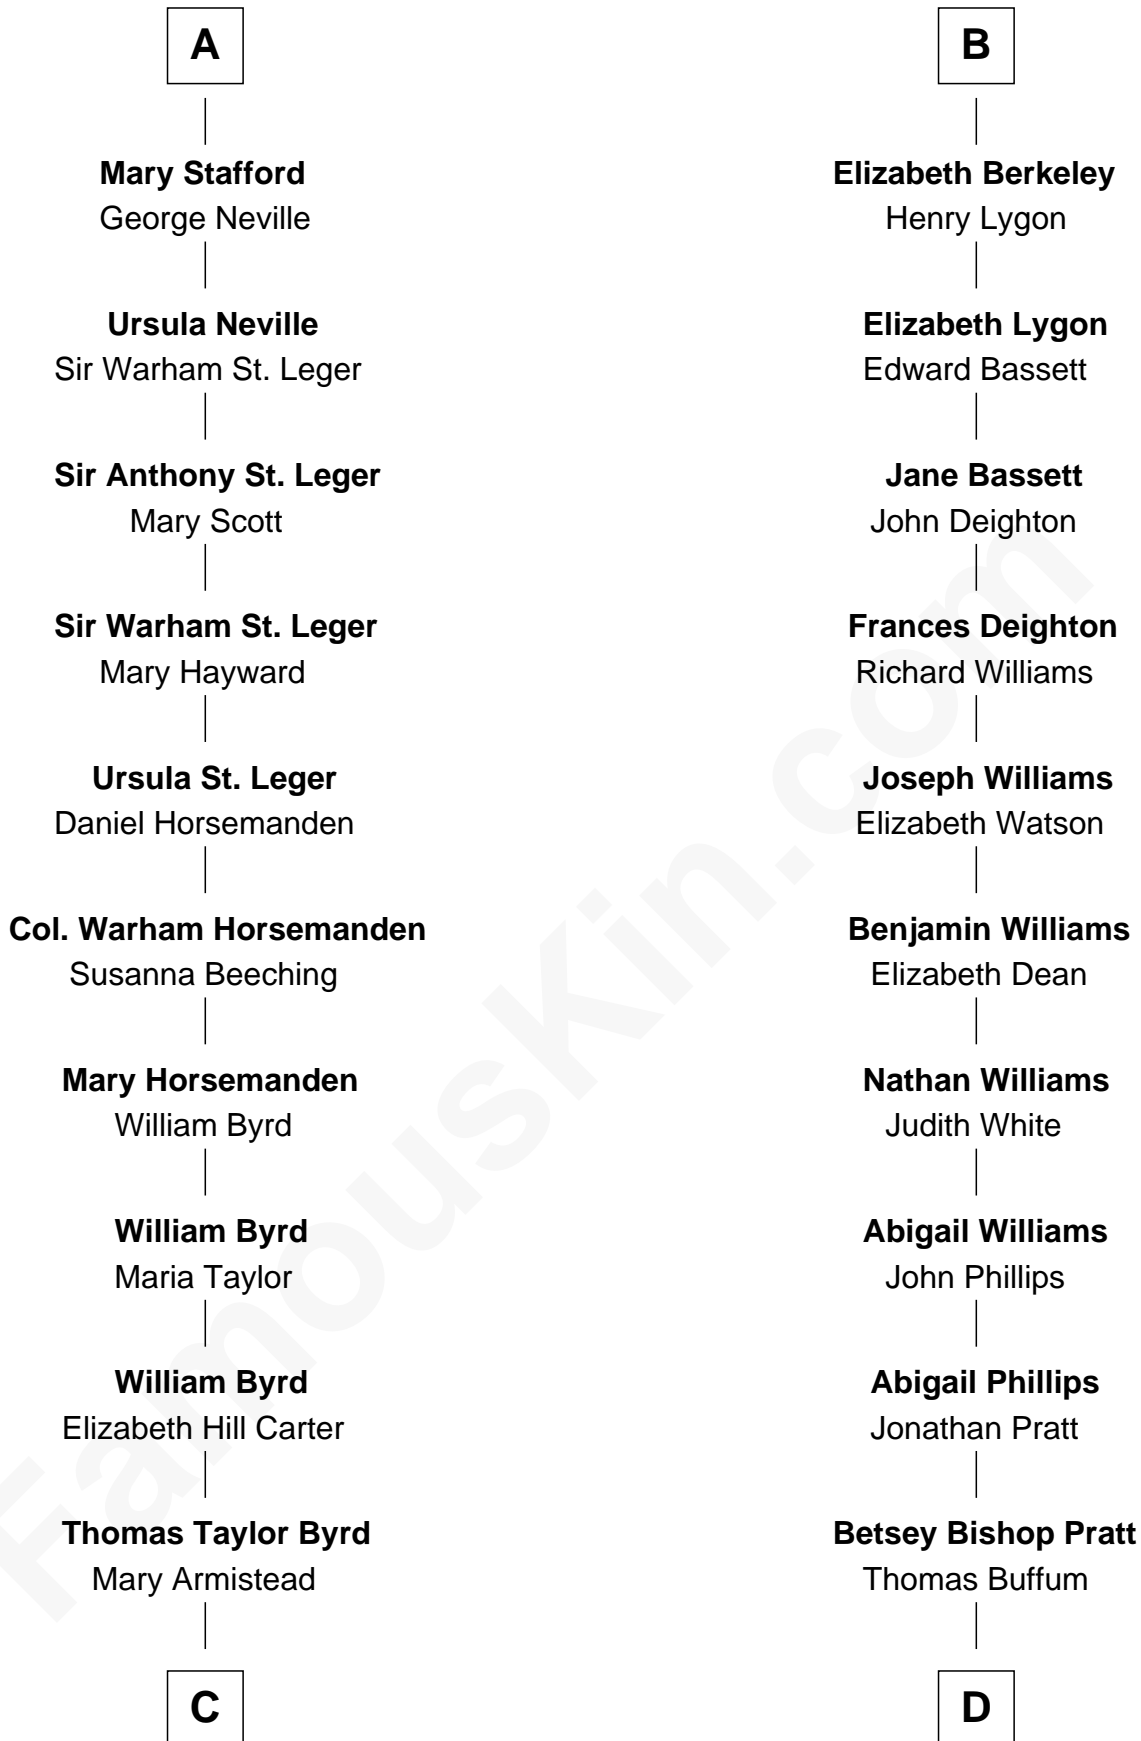 A
Mary Stafford
George Neville
Ursula Neville
Sir Warham St. Leger
Sir Anthony St. Leger
Mary Scott
Sir Warham St. Leger
Mary Hayward
Ursula St. Leger
Daniel Horsemanden
Col. Warham Horsemanden
Susanna Beeching
Mary Horsemanden
William Byrd
William Byrd
Maria Taylor
William Byrd
Elizabeth Hill Carter
Thomas Taylor Byrd
Mary Armistead
C
B
Elizabeth Berkeley
Henry Lygon
Elizabeth Lygon
Edward Bassett
Jane Bassett
John Deighton
Frances Deighton
Richard Williams
Joseph Williams
Elizabeth Watson
Benjamin Williams
Elizabeth Dean
Nathan Williams
Judith White
Abigail Williams
John Phillips
Abigail Phillips
Jonathan Pratt
Betsey Bishop Pratt
Thomas Buffum
D
FamousKin.com